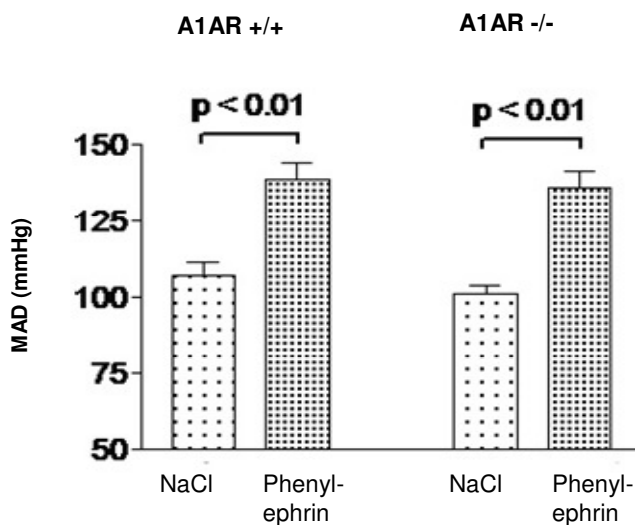 A1AR +/+ A1AR -/-
p < 0.01 p < 0.01
150
125
100
75
50
MAD (mmHg)
NaCl Phenyl-
ephrin
NaCl Phenyl-
ephrin